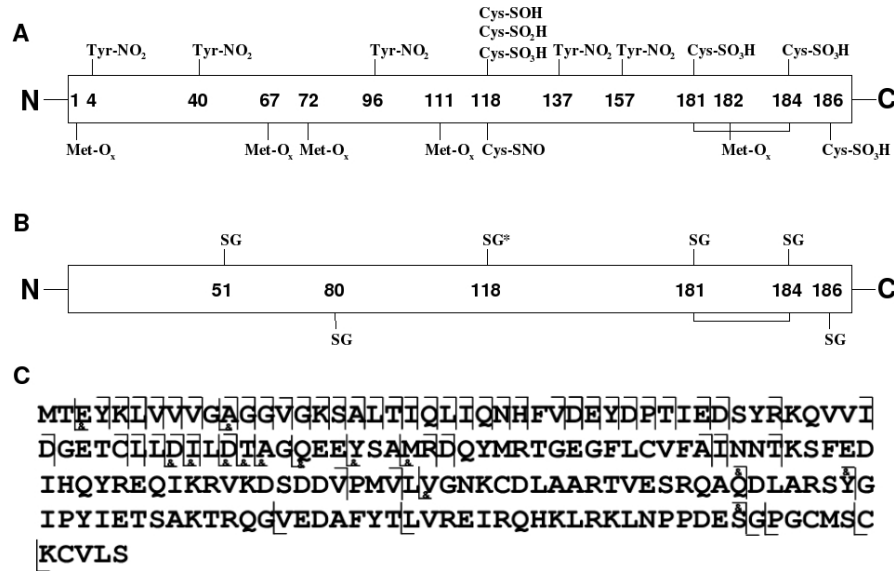 Cys-SOH
Cys-SO₂H
A Tyr-NO₂ Tyr-NO₂ Tyr-NO₂ Cys-SO₃H Tyr-NO₂ Tyr-NO₂ Cys-SO₃H Cys-SO₃H
N 1 4 40 67 72 96 111 118 137 157 181 182 184 186 C
Met-Oₓ Met-Oₓ Met-Oₓ Met-Oₓ Cys-SNO Met-Oₓ Cys-SO₃H
B
SG SG* SG SG
N 51 80 118 181 184 186 C
SG SG
C
MTEYKLVVVGAGGVGKSALTIQLIQNHFVDEYDPTIEDSYRKQVVI
DGETCLLDILDTAGQEEYSAMRDQYMRTGEGFLCVFAINNTKSFED
IHQYREQIKRVKDSDDVPMVLVGNKCDLAARTVESRQAQDLARSYG
IPYIETSAKTRQGVEDAFYTLVREIRQHKLRKLNPPDESGPGCMSC
KCVLS